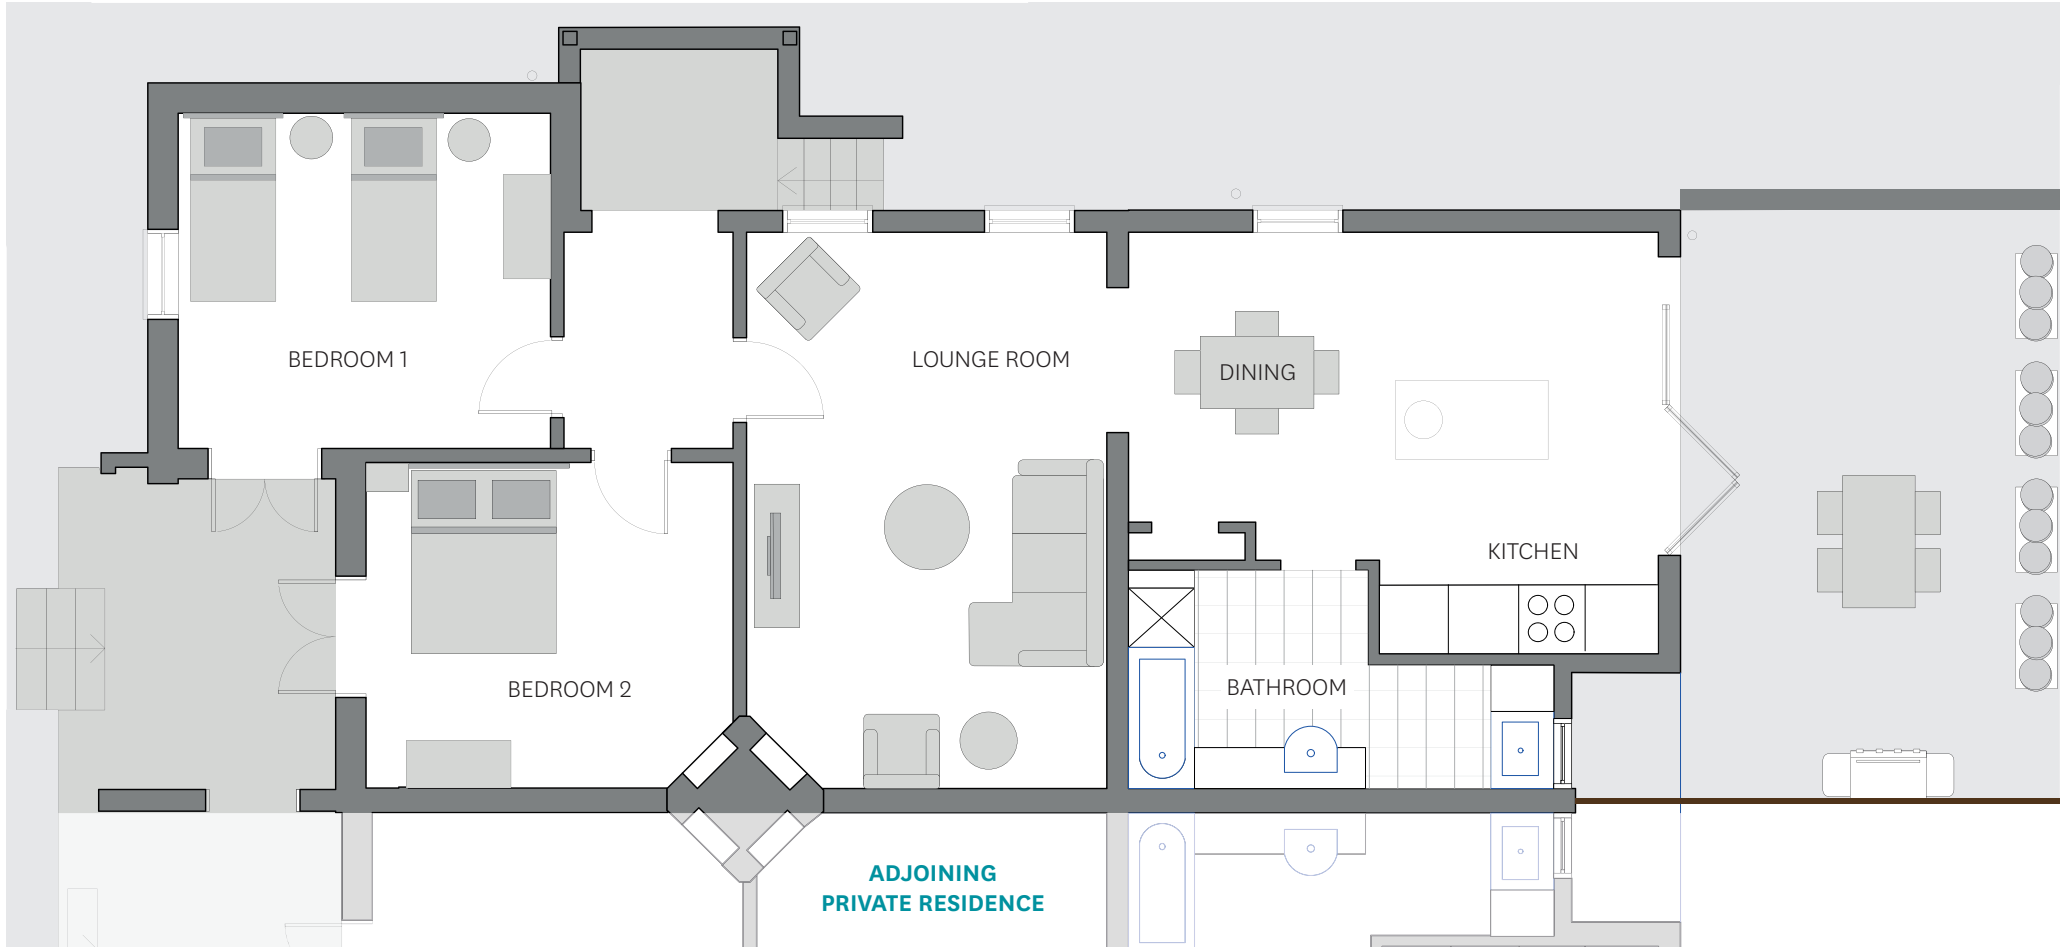 BEDROOM 1
LOUNGE ROOM
DINING
KITCHEN
BEDROOM 2
BATHROOM
ADJOINING
PRIVATE RESIDENCE